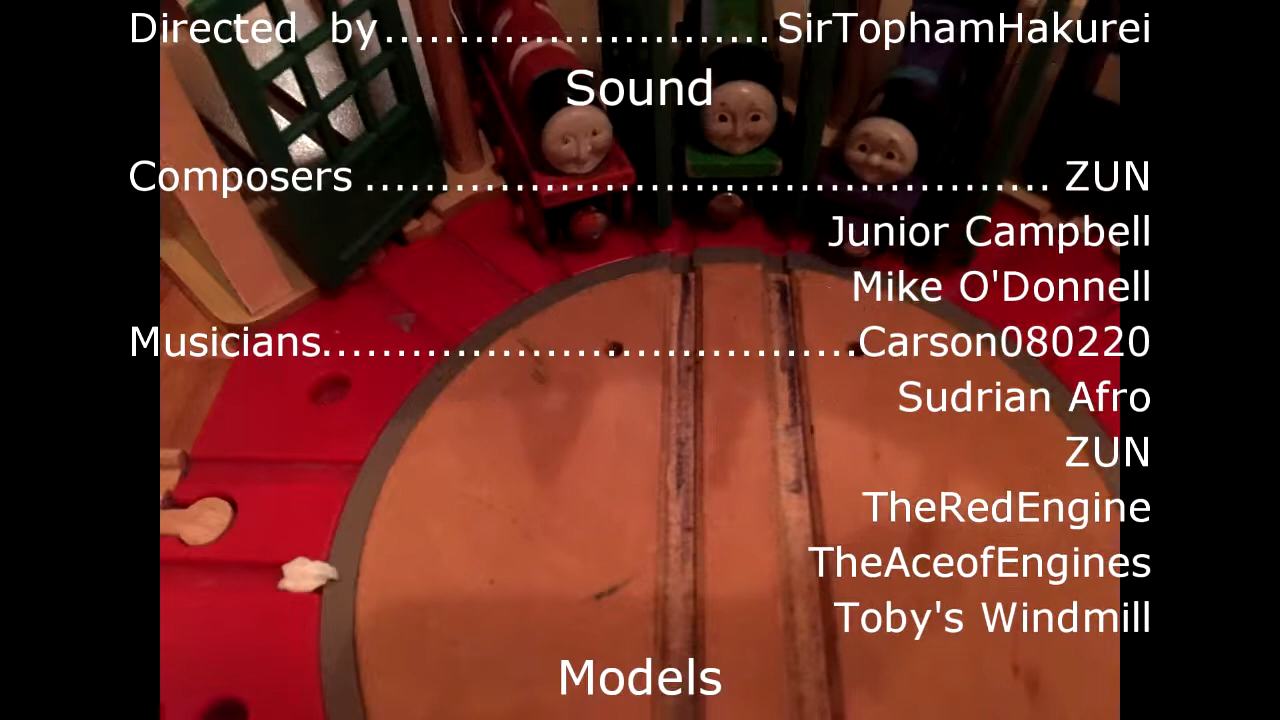 Directed by..........................SirTophamHakurei
Sound
Composers .............................................. ZUN
Junior Campbell
Mike O'Donnell
Musicians....................................Carson080220
Sudrian Afro
ZUN
TheRedEngine
TheAceofEngines
Toby's Windmill
Models